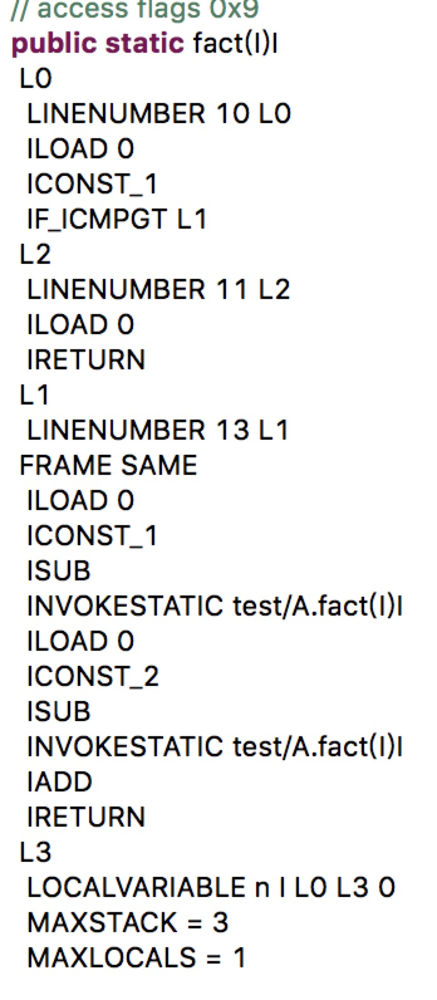 // access flags 0x9
public static fact(I)I
L0
LINENUMBER 10 L0
ILOAD 0
ICONST_1
IF_ICMPGT L1
L2
LINENUMBER 11 L2
ILOAD 0
IRETURN
L1
LINENUMBER 13 L1
FRAME SAME
ILOAD 0
ICONST_1
ISUB
INVOKESTATIC test/A.fact(I)I
ILOAD 0
ICONST_2
ISUB
INVOKESTATIC test/A.fact(I)I
IADD
IRETURN
L3
LOCALVARIABLE n I L0 L3 0
MAXSTACK = 3
MAXLOCALS = 1